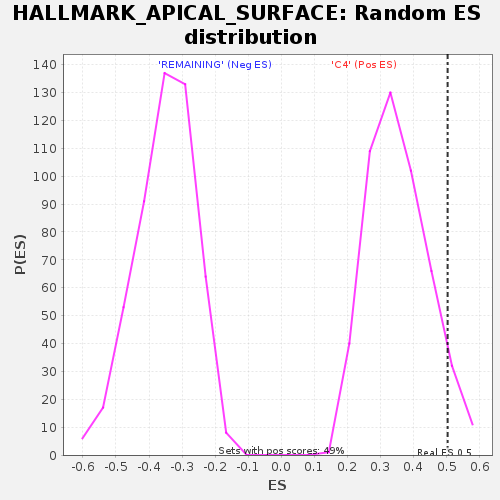 HALLMARK_APICAL_SURFACE: Random ES
distribution
'REMAINING' (Neg ES)
'C4' (Pos ES)
140
130
120
110
100
90
80
70
60
50
40
30
20
10
0
P(ES)
Sets with pos scores: 49%
Real ES 0.5
-0.6 -0.5 -0.4 -0.3 -0.2 -0.1 0.0 0.1 0.2 0.3 0.4 0.5 0.6
ES